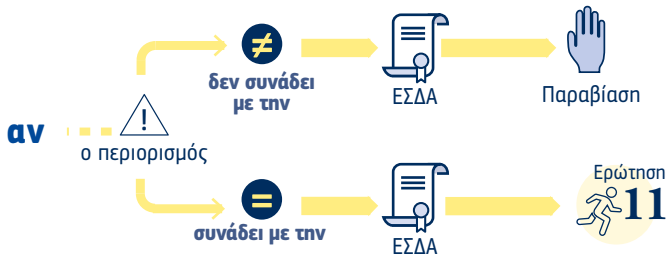 αν
ο περιορισμός
≠
δεν συνάδει
με την
ΕΣΔΑ
Παραβίαση
=
συνάδει με την
ΕΣΔΑ
Ερώτηση
11